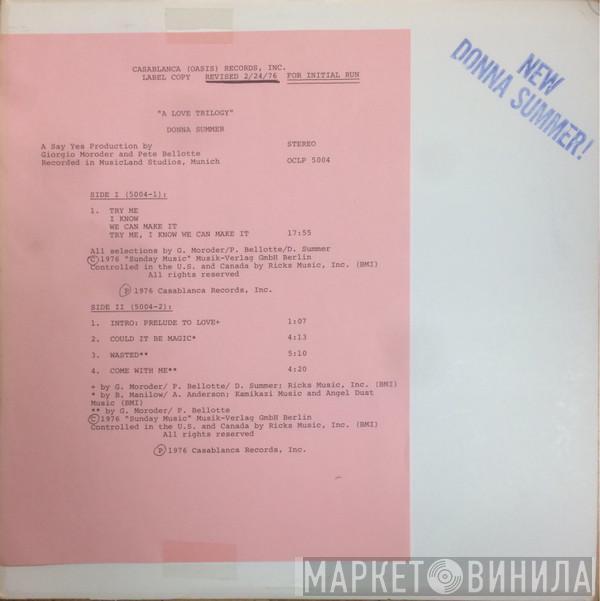 CASABLANCA (OASIS) RECORDS, INC.
LABEL COPY REVISED 2/24/76 FOR INITIAL RUN
"A LOVE TRILOGY"
DONNA SUMMER
A Say Yes Production by STEREO
Giorgio Moroder and Pete Bellotte
Recorded in MusicLand Studios, Munich OCLP 5004
SIDE I (5004-1):
1. TRY ME
I KNOW
WE CAN MAKE IT
TRY ME, I KNOW WE CAN MAKE IT 17:55
All selections by G. Moroder/P. Bellotte/D. Summer
©1976 "Sunday Music" Musik-Verlag GmbH Berlin
Controlled in the U.S. and Canada by Ricks Music, Inc. (BMI)
All rights reserved
℗ 1976 Casablanca Records, Inc.
SIDE II (5004-2):
1. INTRO: PRELUDE TO LOVE+ 1:07
2. COULD IT BE MAGIC* 4:13
3. WASTED** 5:10
4. COME WITH ME** 4:20
+ by G. Moroder/ P. Bellotte/ D. Summer; Ricks Music, Inc. (BMI)
* by B. Manilow/ A. Anderson; Kamikazi Music and Angel Dust
Music (BMI)
** by G. Moroder/ P. Bellotte
©1976 "Sunday Music" Musik-Verlag GmbH Berlin
Controlled in the U.S. and Canada by Ricks Music, Inc. (BMI)
All rights reserved
℗ 1976 Casablanca Records, Inc.
NEW
DONNA SUMMER!
МАРКЕТ ВИНИЛА